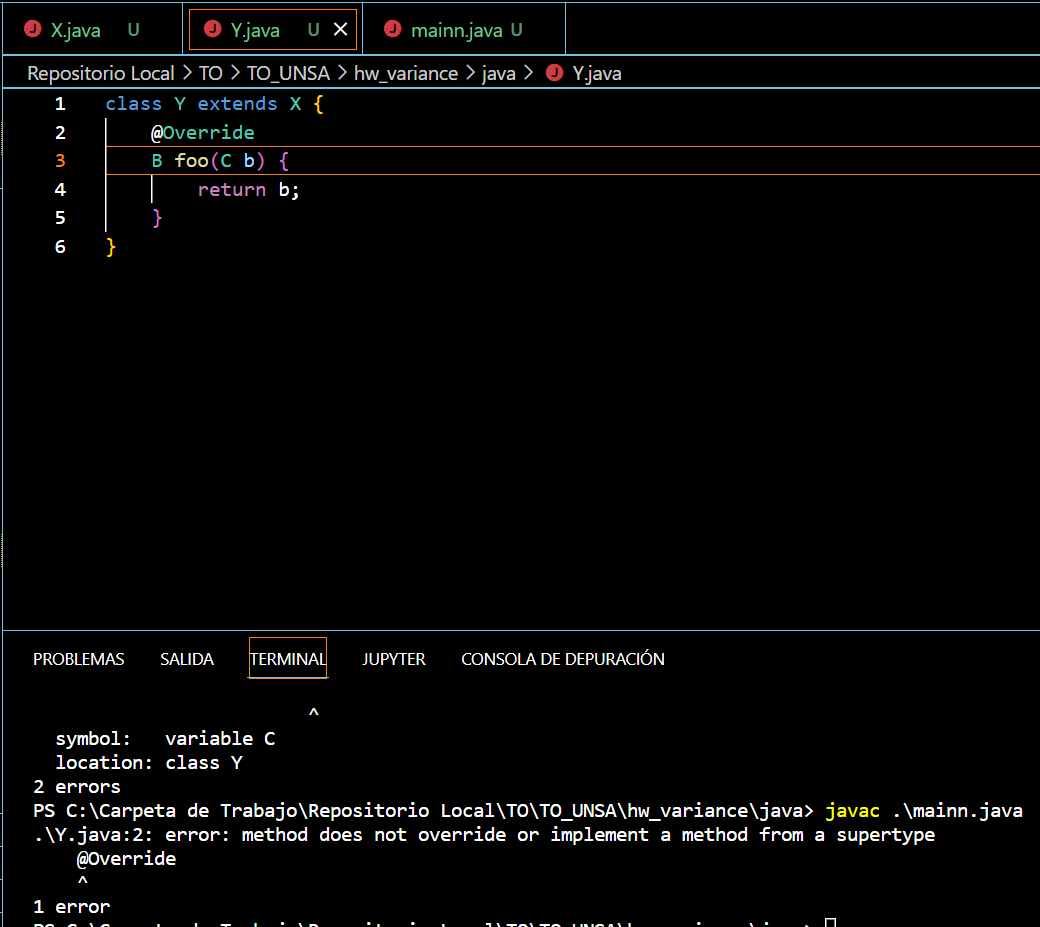 X.java U Y.java U mainn.java U
Repositorio Local > TO > TO_UNSA > hw_variance > java > Y.java
1 class Y extends X {
2 @Override
3 B foo(C b) {
4 return b;
5 }
6 }
PROBLEMAS SALIDA TERMINAL JUPYTER CONSOLA DE DEPURACIÓN
^
symbol: variable C
location: class Y
2 errors
PS C:\Carpeta de Trabajo\Repositorio Local\TO\TO_UNSA\hw_variance\java> javac .\mainn.java
.\Y.java:2: error: method does not override or implement a method from a supertype
@Override
^
1 error